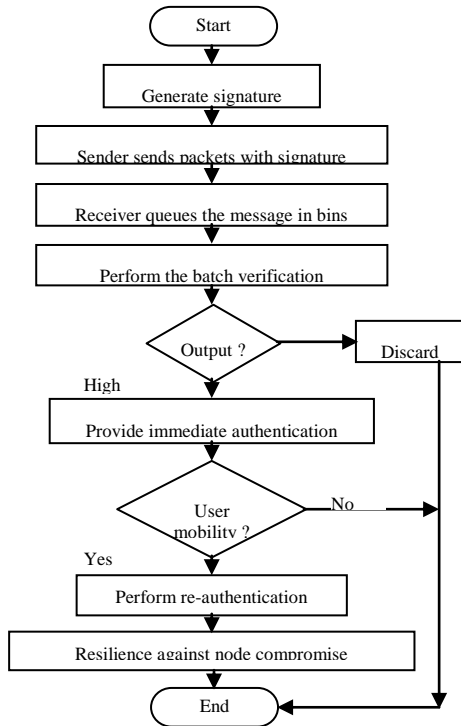 Start
Generate signature
Sender sends packets with signature
Receiver queues the message in bins
Perform the batch verification
Output ?
Discard
High
Provide immediate authentication
User
mobility ?
No
Yes
Perform re-authentication
Resilience against node compromise
End